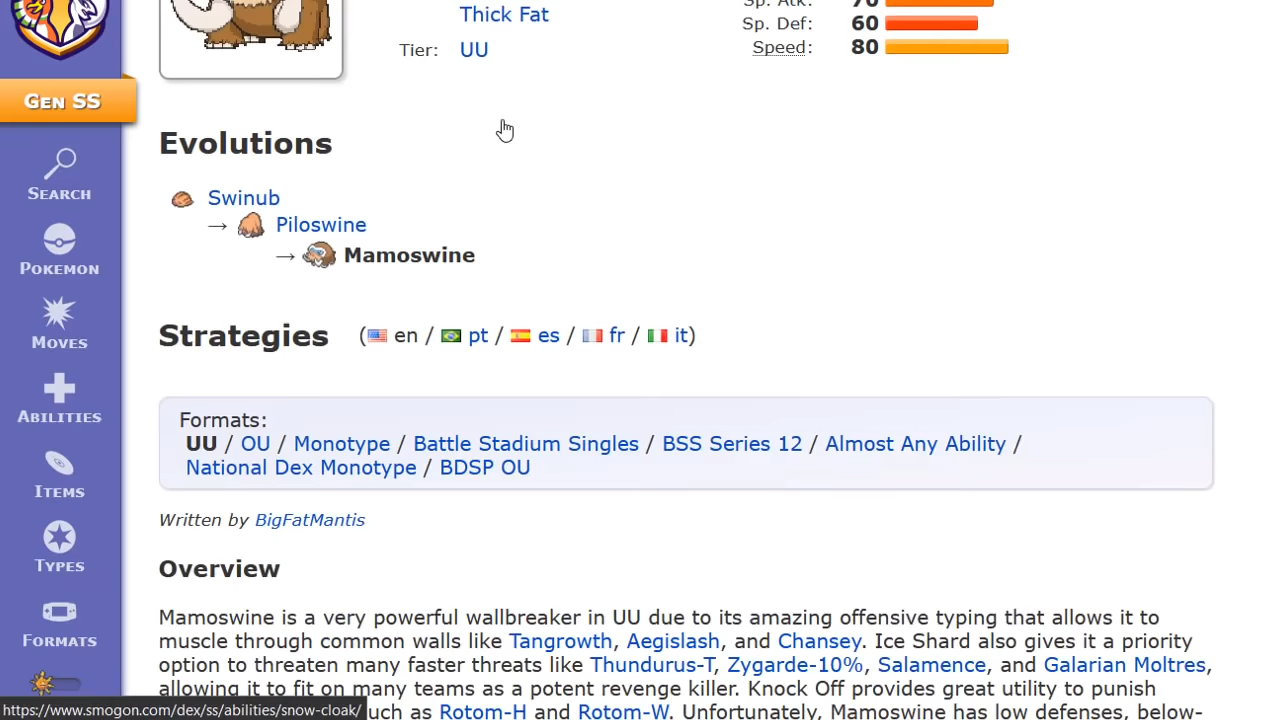 Thick Fat
Tier: UU
Sp. Atk: 70
Sp. Def: 60
Speed: 80
GEN SS
SEARCH
POKEMON
MOVES
ABILITIES
ITEMS
TYPES
FORMATS
Evolutions
Swinub
→ Piloswine
→ Mamoswine
Strategies (en / pt / es / fr / it)
Formats:
UU / OU / Monotype / Battle Stadium Singles / BSS Series 12 / Almost Any Ability /
National Dex Monotype / BDSP OU
Written by BigFatMantis
Overview
Mamoswine is a very powerful wallbreaker in UU due to its amazing offensive typing that allows it to
muscle through common walls like Tangrowth, Aegislash, and Chansey. Ice Shard also gives it a priority
option to threaten many faster threats like Thundurus-T, Zygarde-10%, Salamence, and Galarian Moltres,
allowing it to fit on many teams as a potent revenge killer. Knock Off provides great utility to punish
such as Rotom-H and Rotom-W. Unfortunately, Mamoswine has low defenses, below-
https://www.smogon.com/dex/ss/abilities/snow-cloak/